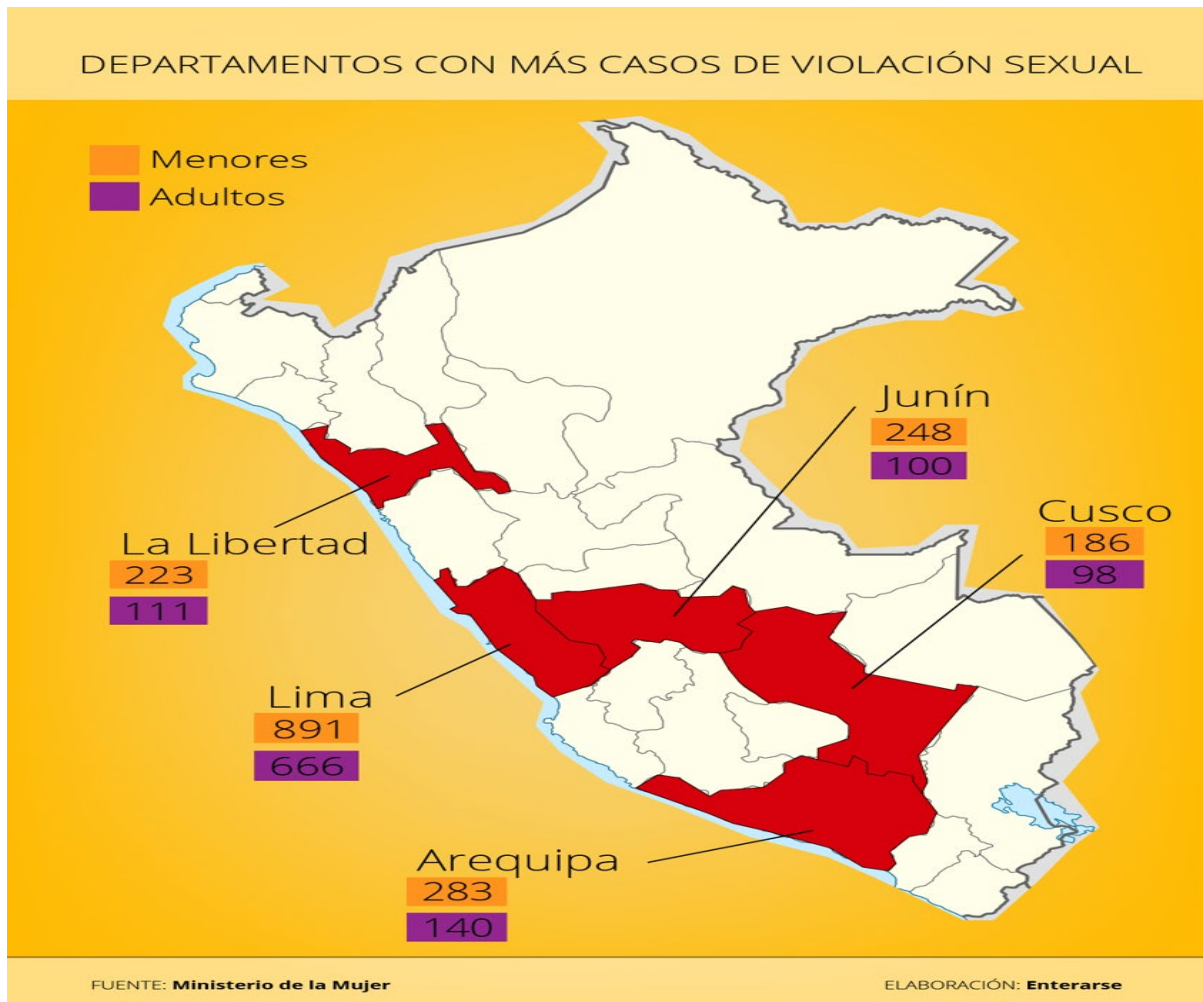 DEPARTAMENTOS CON MÁS CASOS DE VIOLACIÓN SEXUAL
Menores
Adultos
Junín
248
100
Cusco
186
98
La Libertad
223
111
Lima
891
666
Arequipa
283
140
FUENTE: Ministerio de la Mujer
ELABORACIÓN: Enterarse